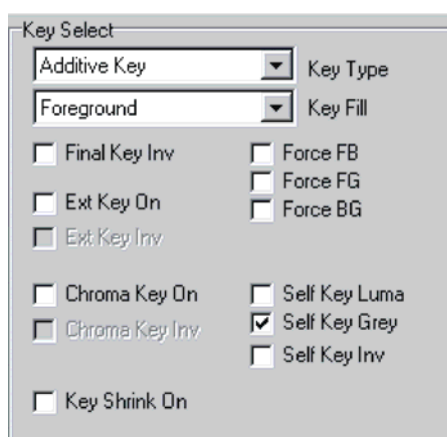 Key Select
Additive Key Key Type
Foreground Key Fill
Final Key Inv Force FB
Force FG
Ext Key On Force BG
Ext Key Inv
Chroma Key On Self Key Luma
Chroma Key Inv Self Key Grey
Self Key Inv
Key Shrink On